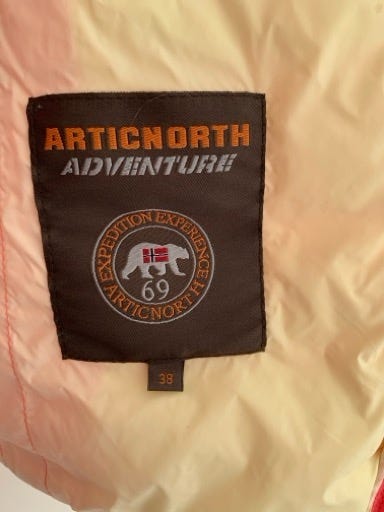 ARTICNORTH
ADVENTURE
EXPEDITION EXPERIENCE
69
ARTICNORTH
38